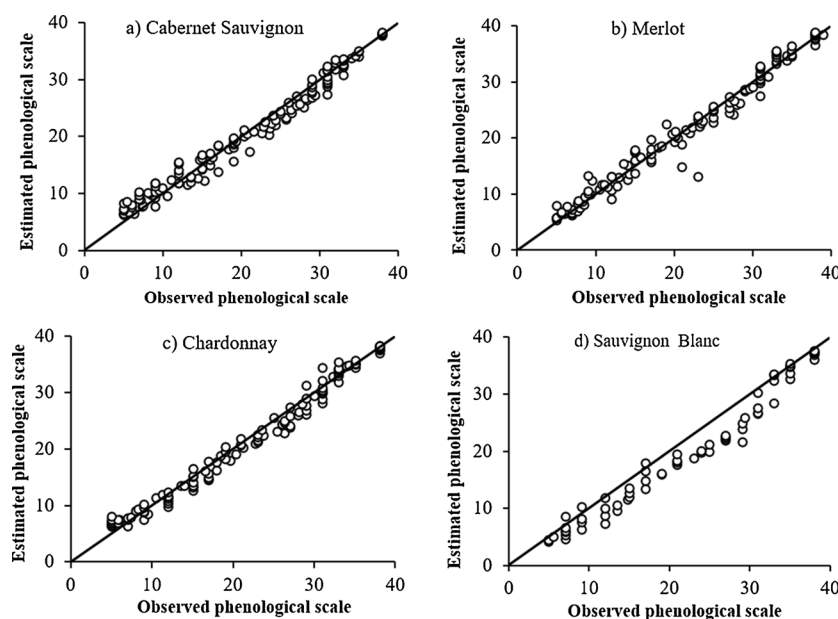 a) Cabernet Sauvignon
Estimated phenological scale
40
30
20
10
0
0 10 20 30 40
Observed phenological scale
b) Merlot
Estimated phenological scale
40
30
20
10
0
0 10 20 30 40
Observed phenological scale
c) Chardonnay
Estimated phenological scale
40
30
20
10
0
0 10 20 30 40
Observed phenological scale
d) Sauvignon Blanc
Estimated phenological scale
40
30
20
10
0
0 10 20 30 40
Observed phenological scale